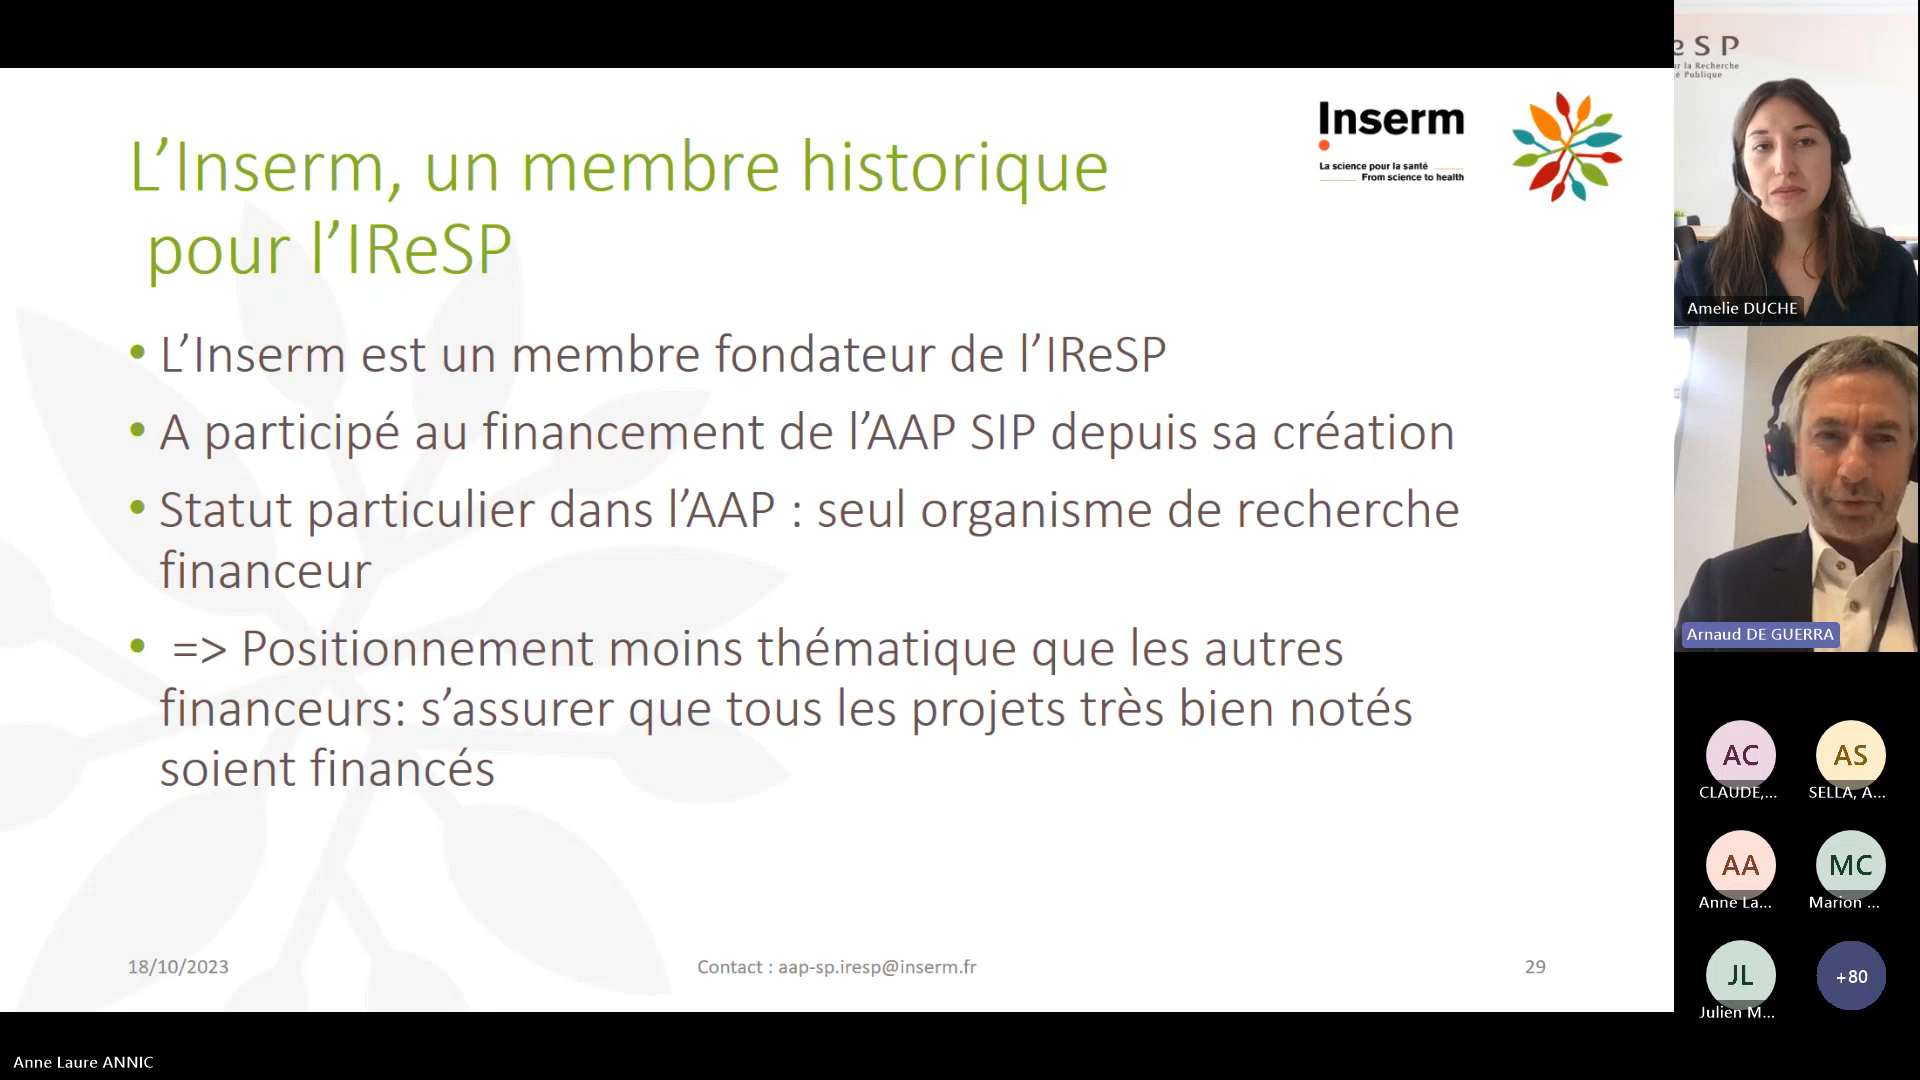 L’Inserm, un membre historique
pour l’IReSP
Inserm
La science pour la santé
From science to health
• L’Inserm est un membre fondateur de l’IReSP
• A participé au financement de l’AAP SIP depuis sa création
• Statut particulier dans l’AAP : seul organisme de recherche
financeur
• => Positionnement moins thématique que les autres
financeurs: s’assurer que tous les projets très bien notés
soient financés
18/10/2023
Contact : aap-sp.iresp@inserm.fr
29
e S P
r la Recherche
é Publique
Amelie DUCHE
Arnaud DE GUERRA
AC
CLAUDE,...
AS
SELLA, A...
AA
Anne La...
MC
Marion ...
JL
Julien M...
+80
Anne Laure ANNIC